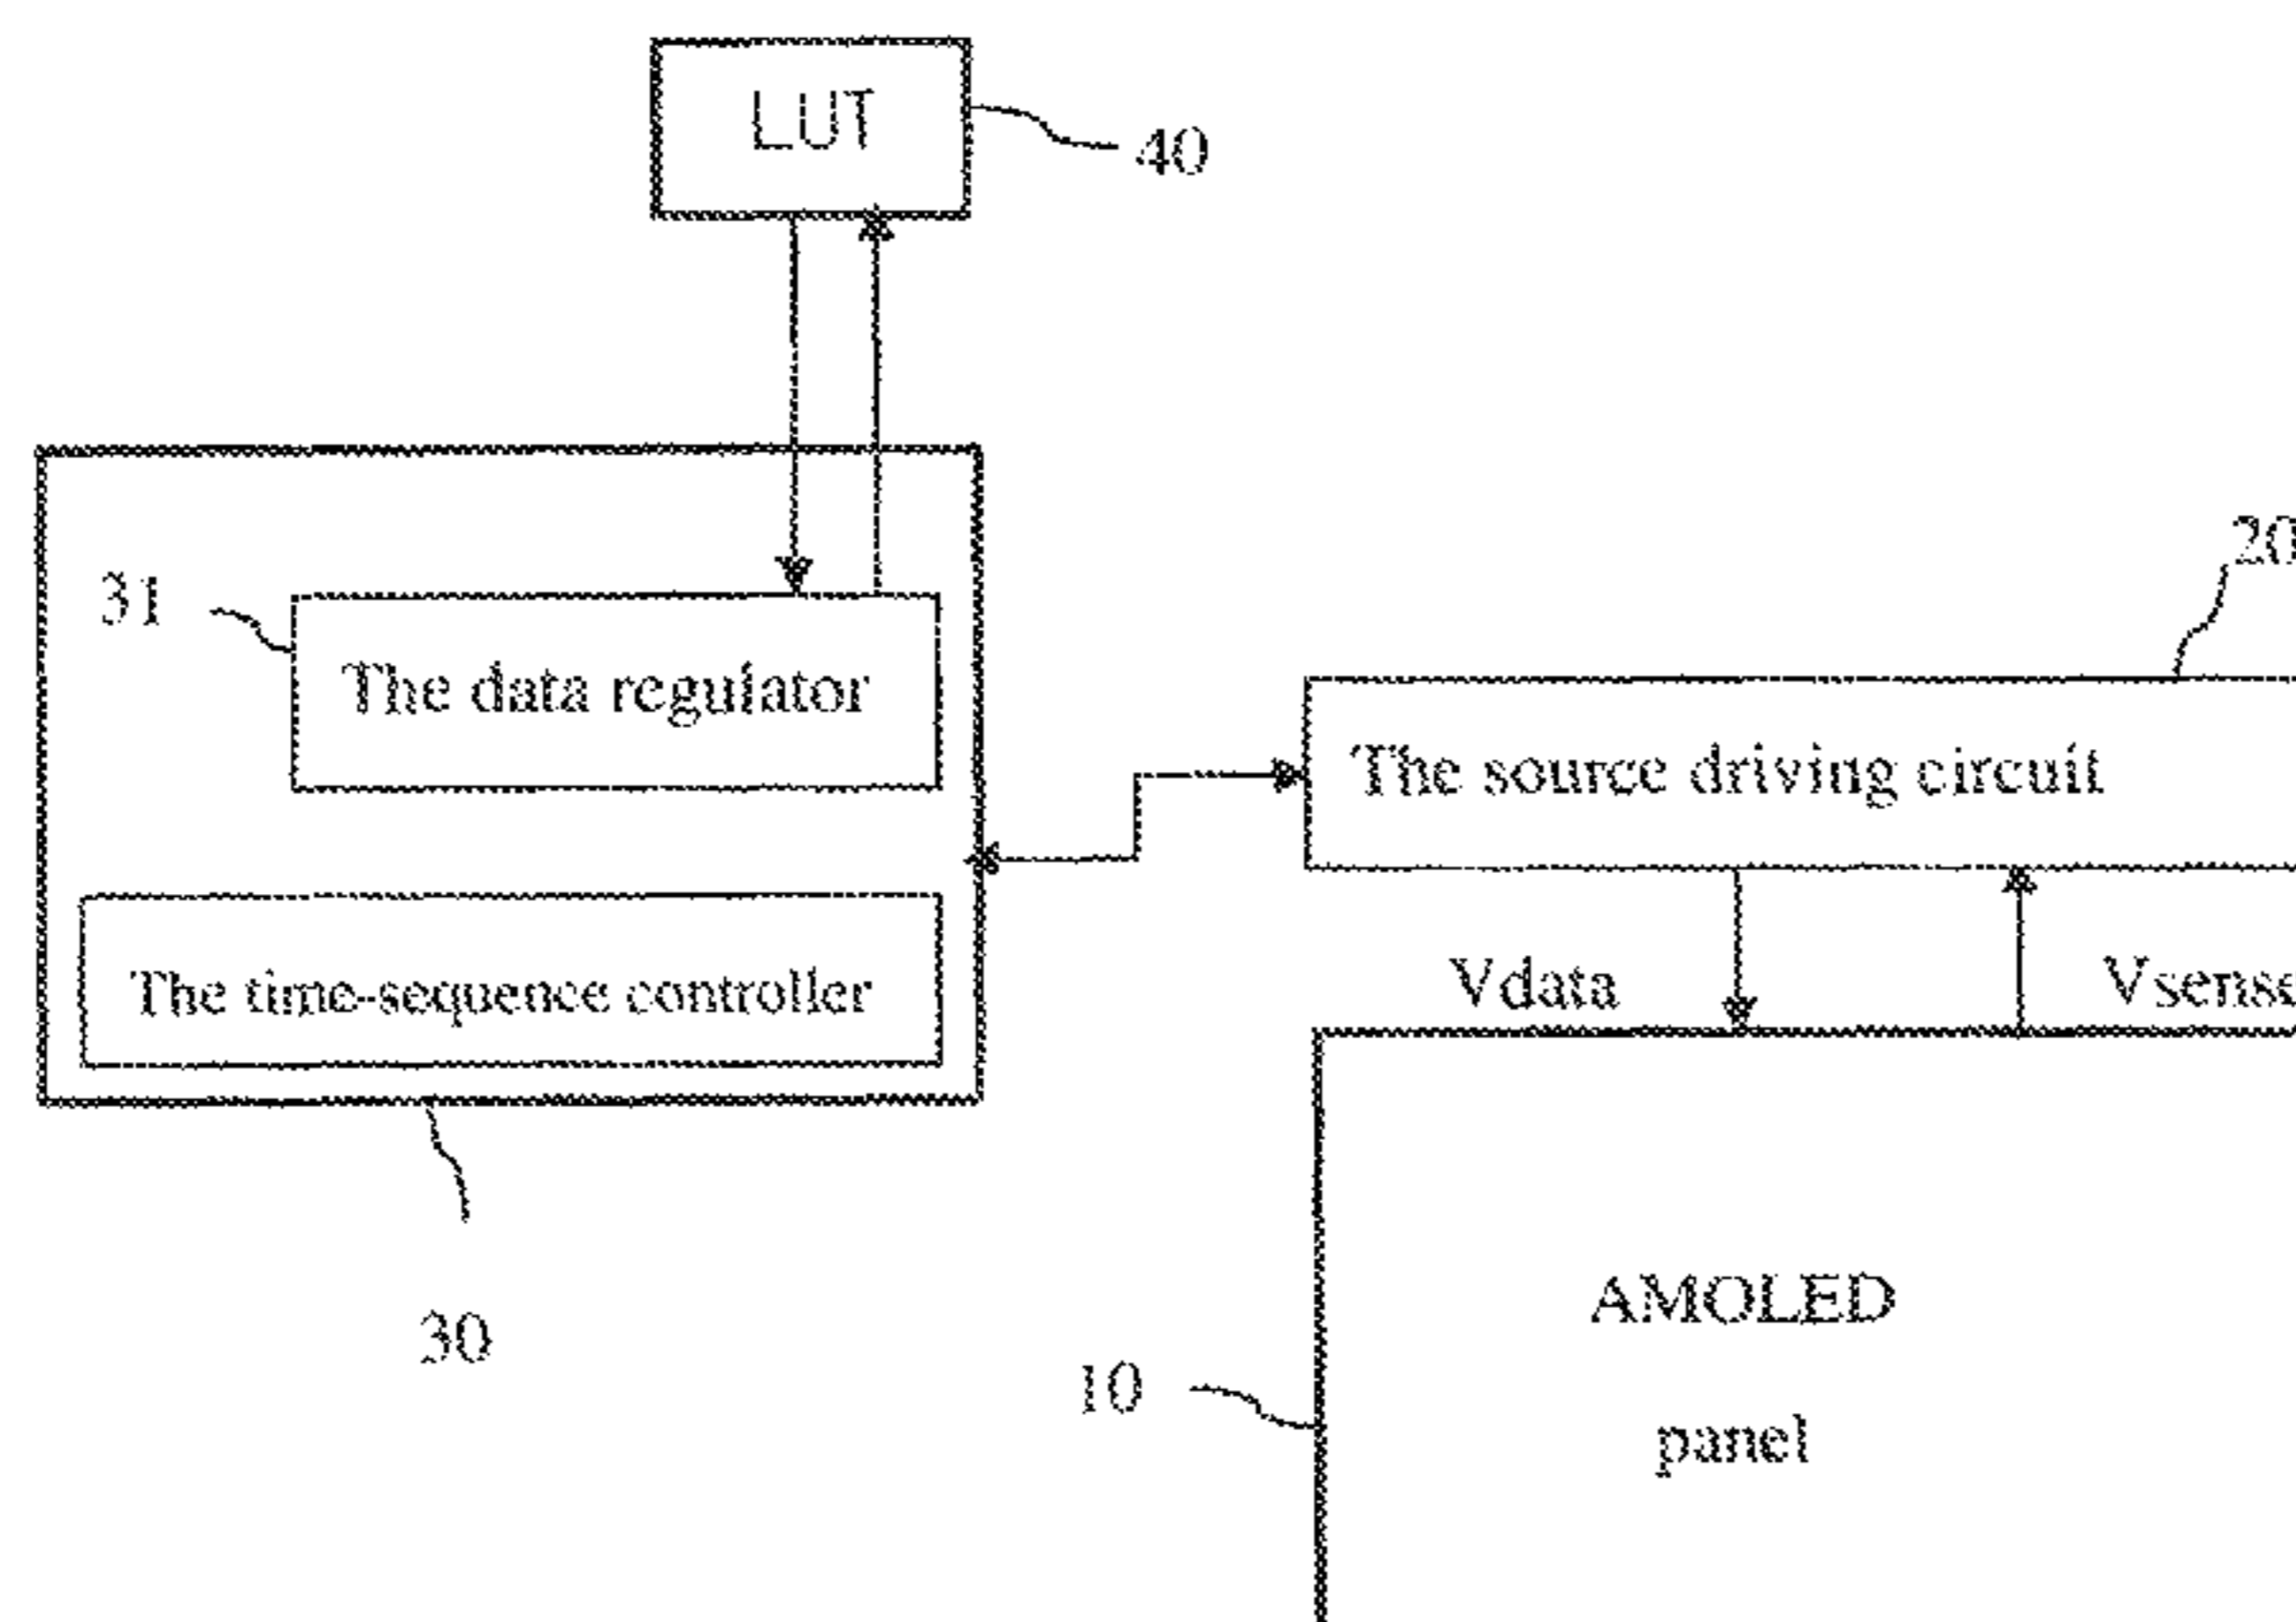 LUT
40
20
31
The data regulator
The source driving circuit
Vdata
Vsense
The time-sequence controller
30
10
AMOLED
panel